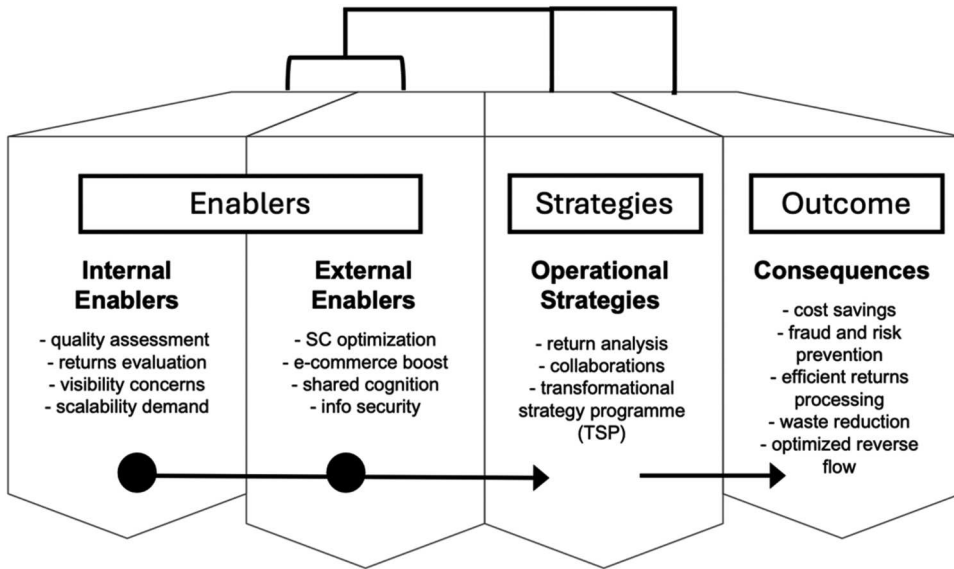 Enablers
Strategies
Outcome
Internal
Enablers
- quality assessment
- returns evaluation
- visibility concerns
- scalability demand
External
Enablers
- SC optimization
- e-commerce boost
- shared cognition
- info security
Operational
Strategies
- return analysis
- collaborations
- transformational
strategy programme
(TSP)
Consequences
- cost savings
- fraud and risk
prevention
- efficient returns
processing
- waste reduction
- optimized reverse
flow